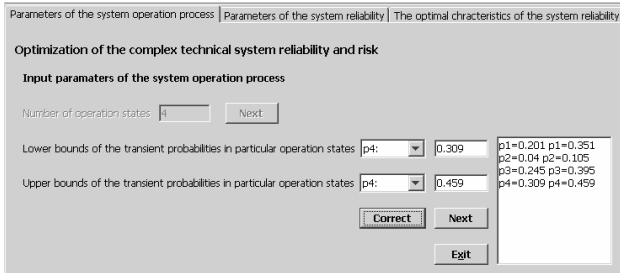 Parameters of the system operation process Parameters of the system reliability The optimal chracteristics of the system reliability
Optimization of the complex technical system reliability and risk
Input paramaters of the system operation process
Number of operation states 4 Next
Lower bounds of the transient probabilities in particular operation states p4: 0.309
Upper bounds of the transient probabilities in particular operation states p4: 0.459
p1=0.201 p1=0.351
p2=0.04 p2=0.105
p3=0.245 p3=0.395
p4=0.309 p4=0.459
Correct Next
Exit